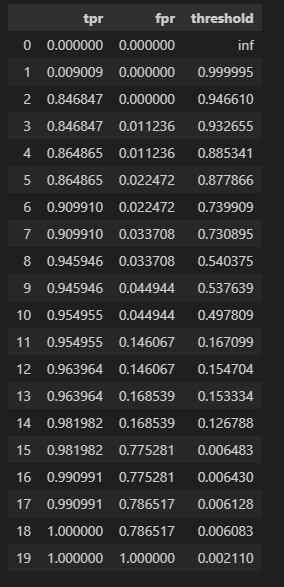 tpr fpr threshold
0 0.000000 0.000000 inf
1 0.009009 0.000000 0.999995
2 0.846847 0.000000 0.946610
3 0.846847 0.011236 0.932655
4 0.864865 0.011236 0.885341
5 0.864865 0.022472 0.877866
6 0.909910 0.022472 0.739909
7 0.909910 0.033708 0.730895
8 0.945946 0.033708 0.540375
9 0.945946 0.044944 0.537639
10 0.954955 0.044944 0.497809
11 0.954955 0.146067 0.167099
12 0.963964 0.146067 0.154704
13 0.963964 0.168539 0.153334
14 0.981982 0.168539 0.126788
15 0.981982 0.775281 0.006483
16 0.990991 0.775281 0.006430
17 0.990991 0.786517 0.006128
18 1.000000 0.786517 0.006083
19 1.000000 1.000000 0.002110